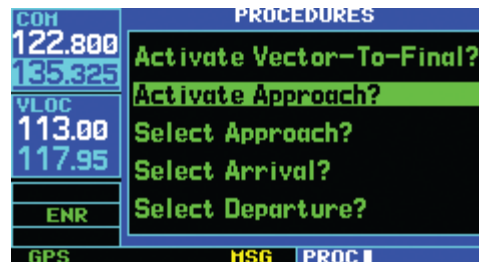 COM
122.800
135.325
VLOC
113.00
117.95
ENR
GPS
PROCEDURES
Activate Vector-To-Final?
Activate Approach?
Select Approach?
Select Arrival?
Select Departure?
MSG
PROC